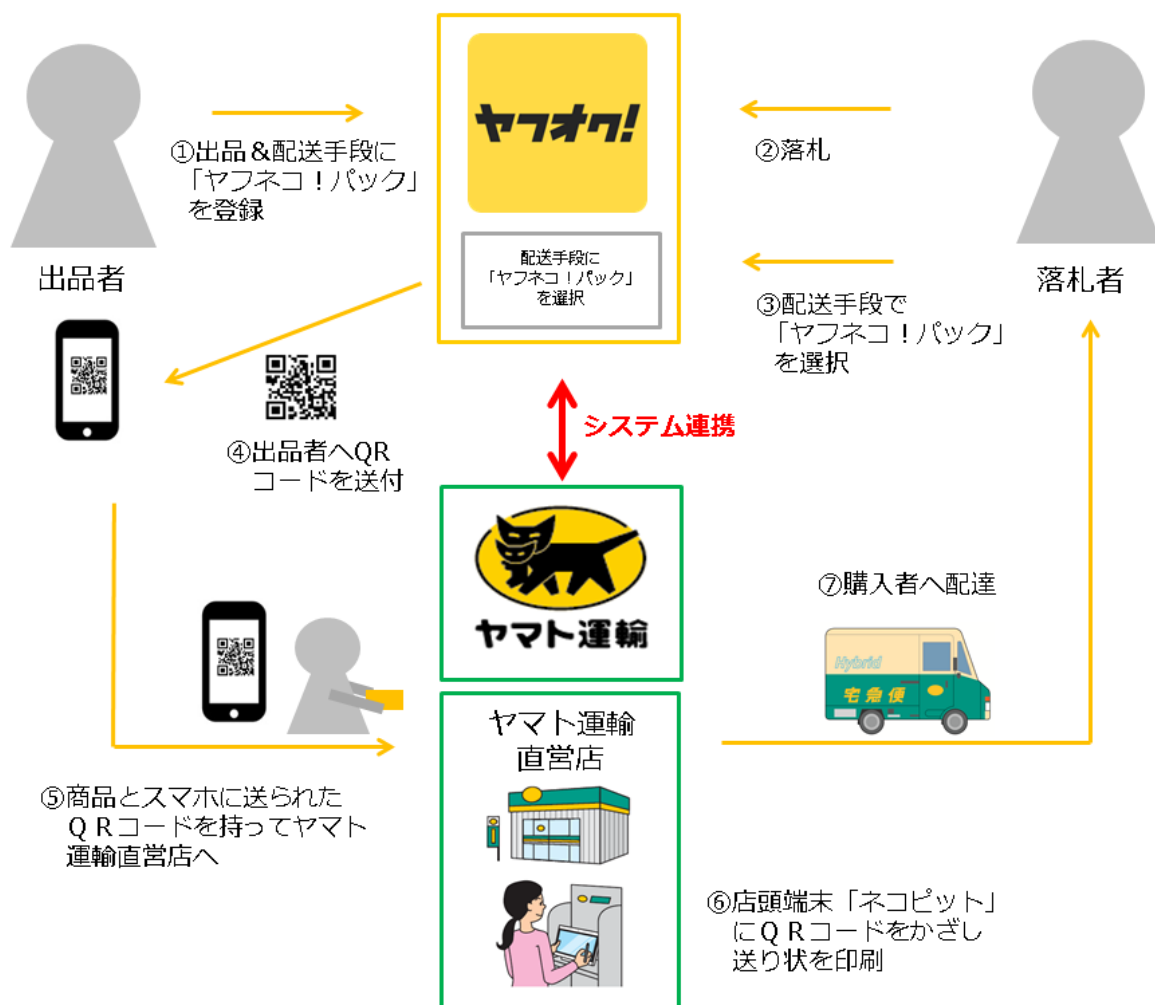 ヤフオク!
①出品&配送手段に
「ヤフネコ!パック」
を登録
②落札
出品者
配送手段に
「ヤフネコ!パック」
を選択
落札者
③配送手段で
「ヤフネコ!パック」
を選択
④出品者へQR
コードを送付
システム連携
ヤマト運輸
⑦購入者へ配達
Hybrid
宅急便
ヤマト運輸
直営店
⑤商品とスマホに送られた
QRコードを持ってヤマト
運輸直営店へ
⑥店頭端末「ネコピット」
にQRコードをかざし
送り状を印刷